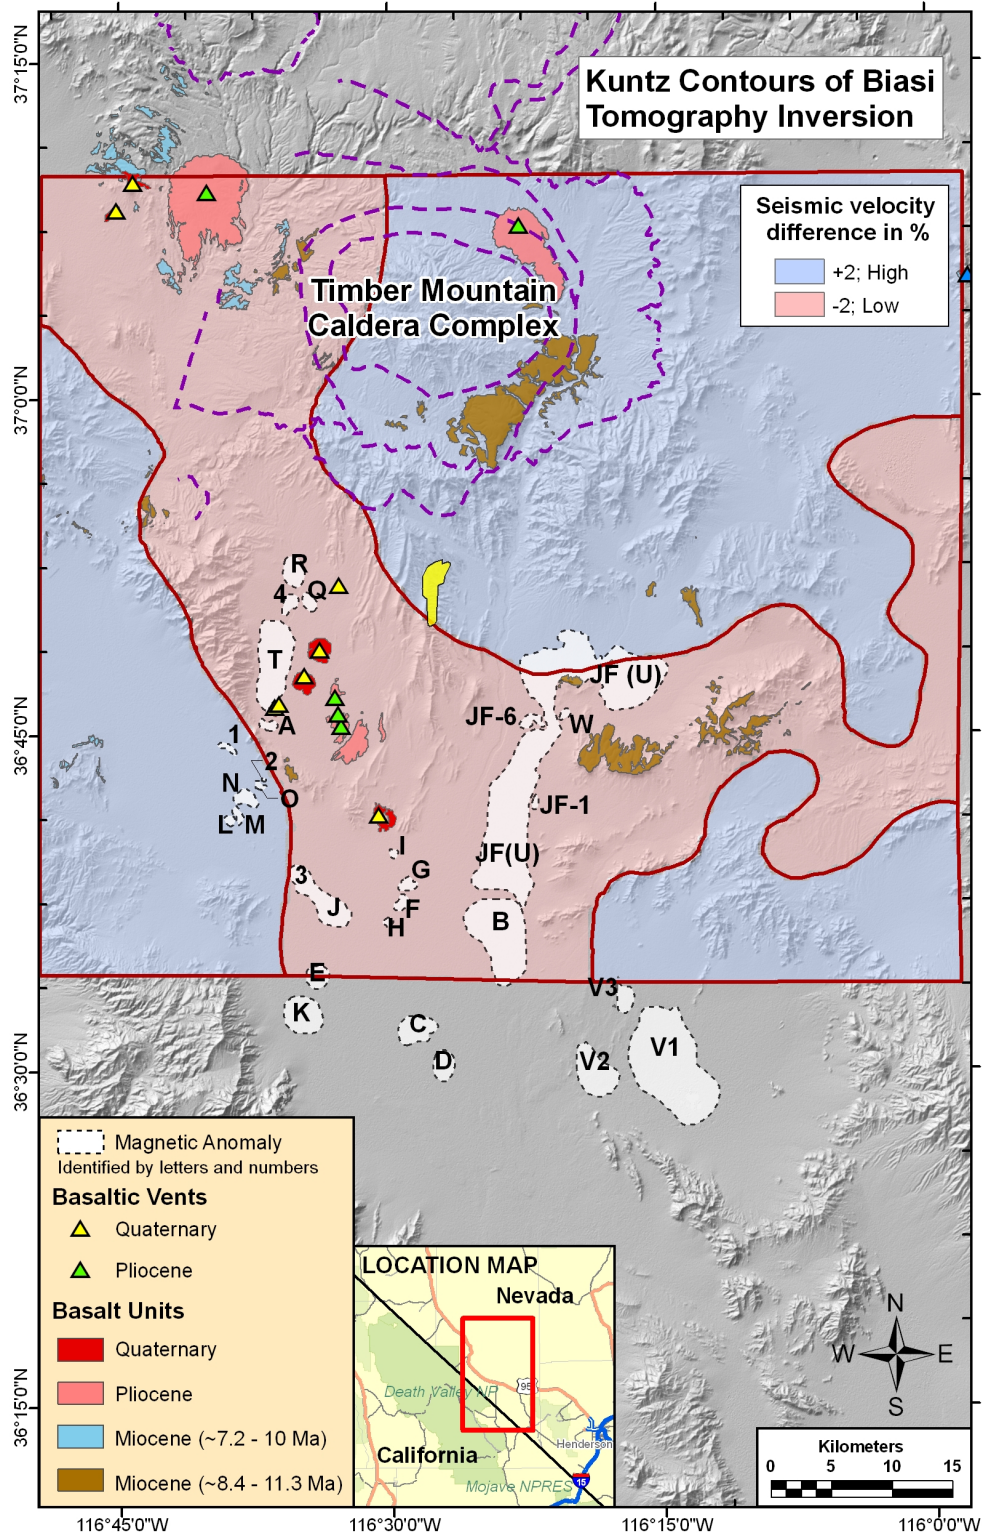 Kuntz Contours of Biasi
Tomography Inversion
Seismic velocity
difference in %
+2; High
-2; Low
Timber Mountain
Caldera Complex
37°15'0"N
37°0'0"N
36°45'0"N
36°30'0"N
36°15'0"N
R
4
Q
T
A
1
2
N
O
L
M
JF (U)
JF-6
W
JF-1
JF(U)
I
G
3
J
F
H
B
E
K
C
D
V3
V2
V1
Magnetic Anomaly
Identified by letters and numbers
Basaltic Vents
Quaternary
Pliocene
Basalt Units
Quaternary
Pliocene
Miocene (~7.2 - 10 Ma)
Miocene (~8.4 - 11.3 Ma)
LOCATION MAP
Nevada
Death Valley NP
95
California
Henderson
Mojave NPRES
15
N
W
E
S
Kilometers
0 5 10 15
116°45'0"W
116°30'0"W
116°15'0"W
116°0'0"W